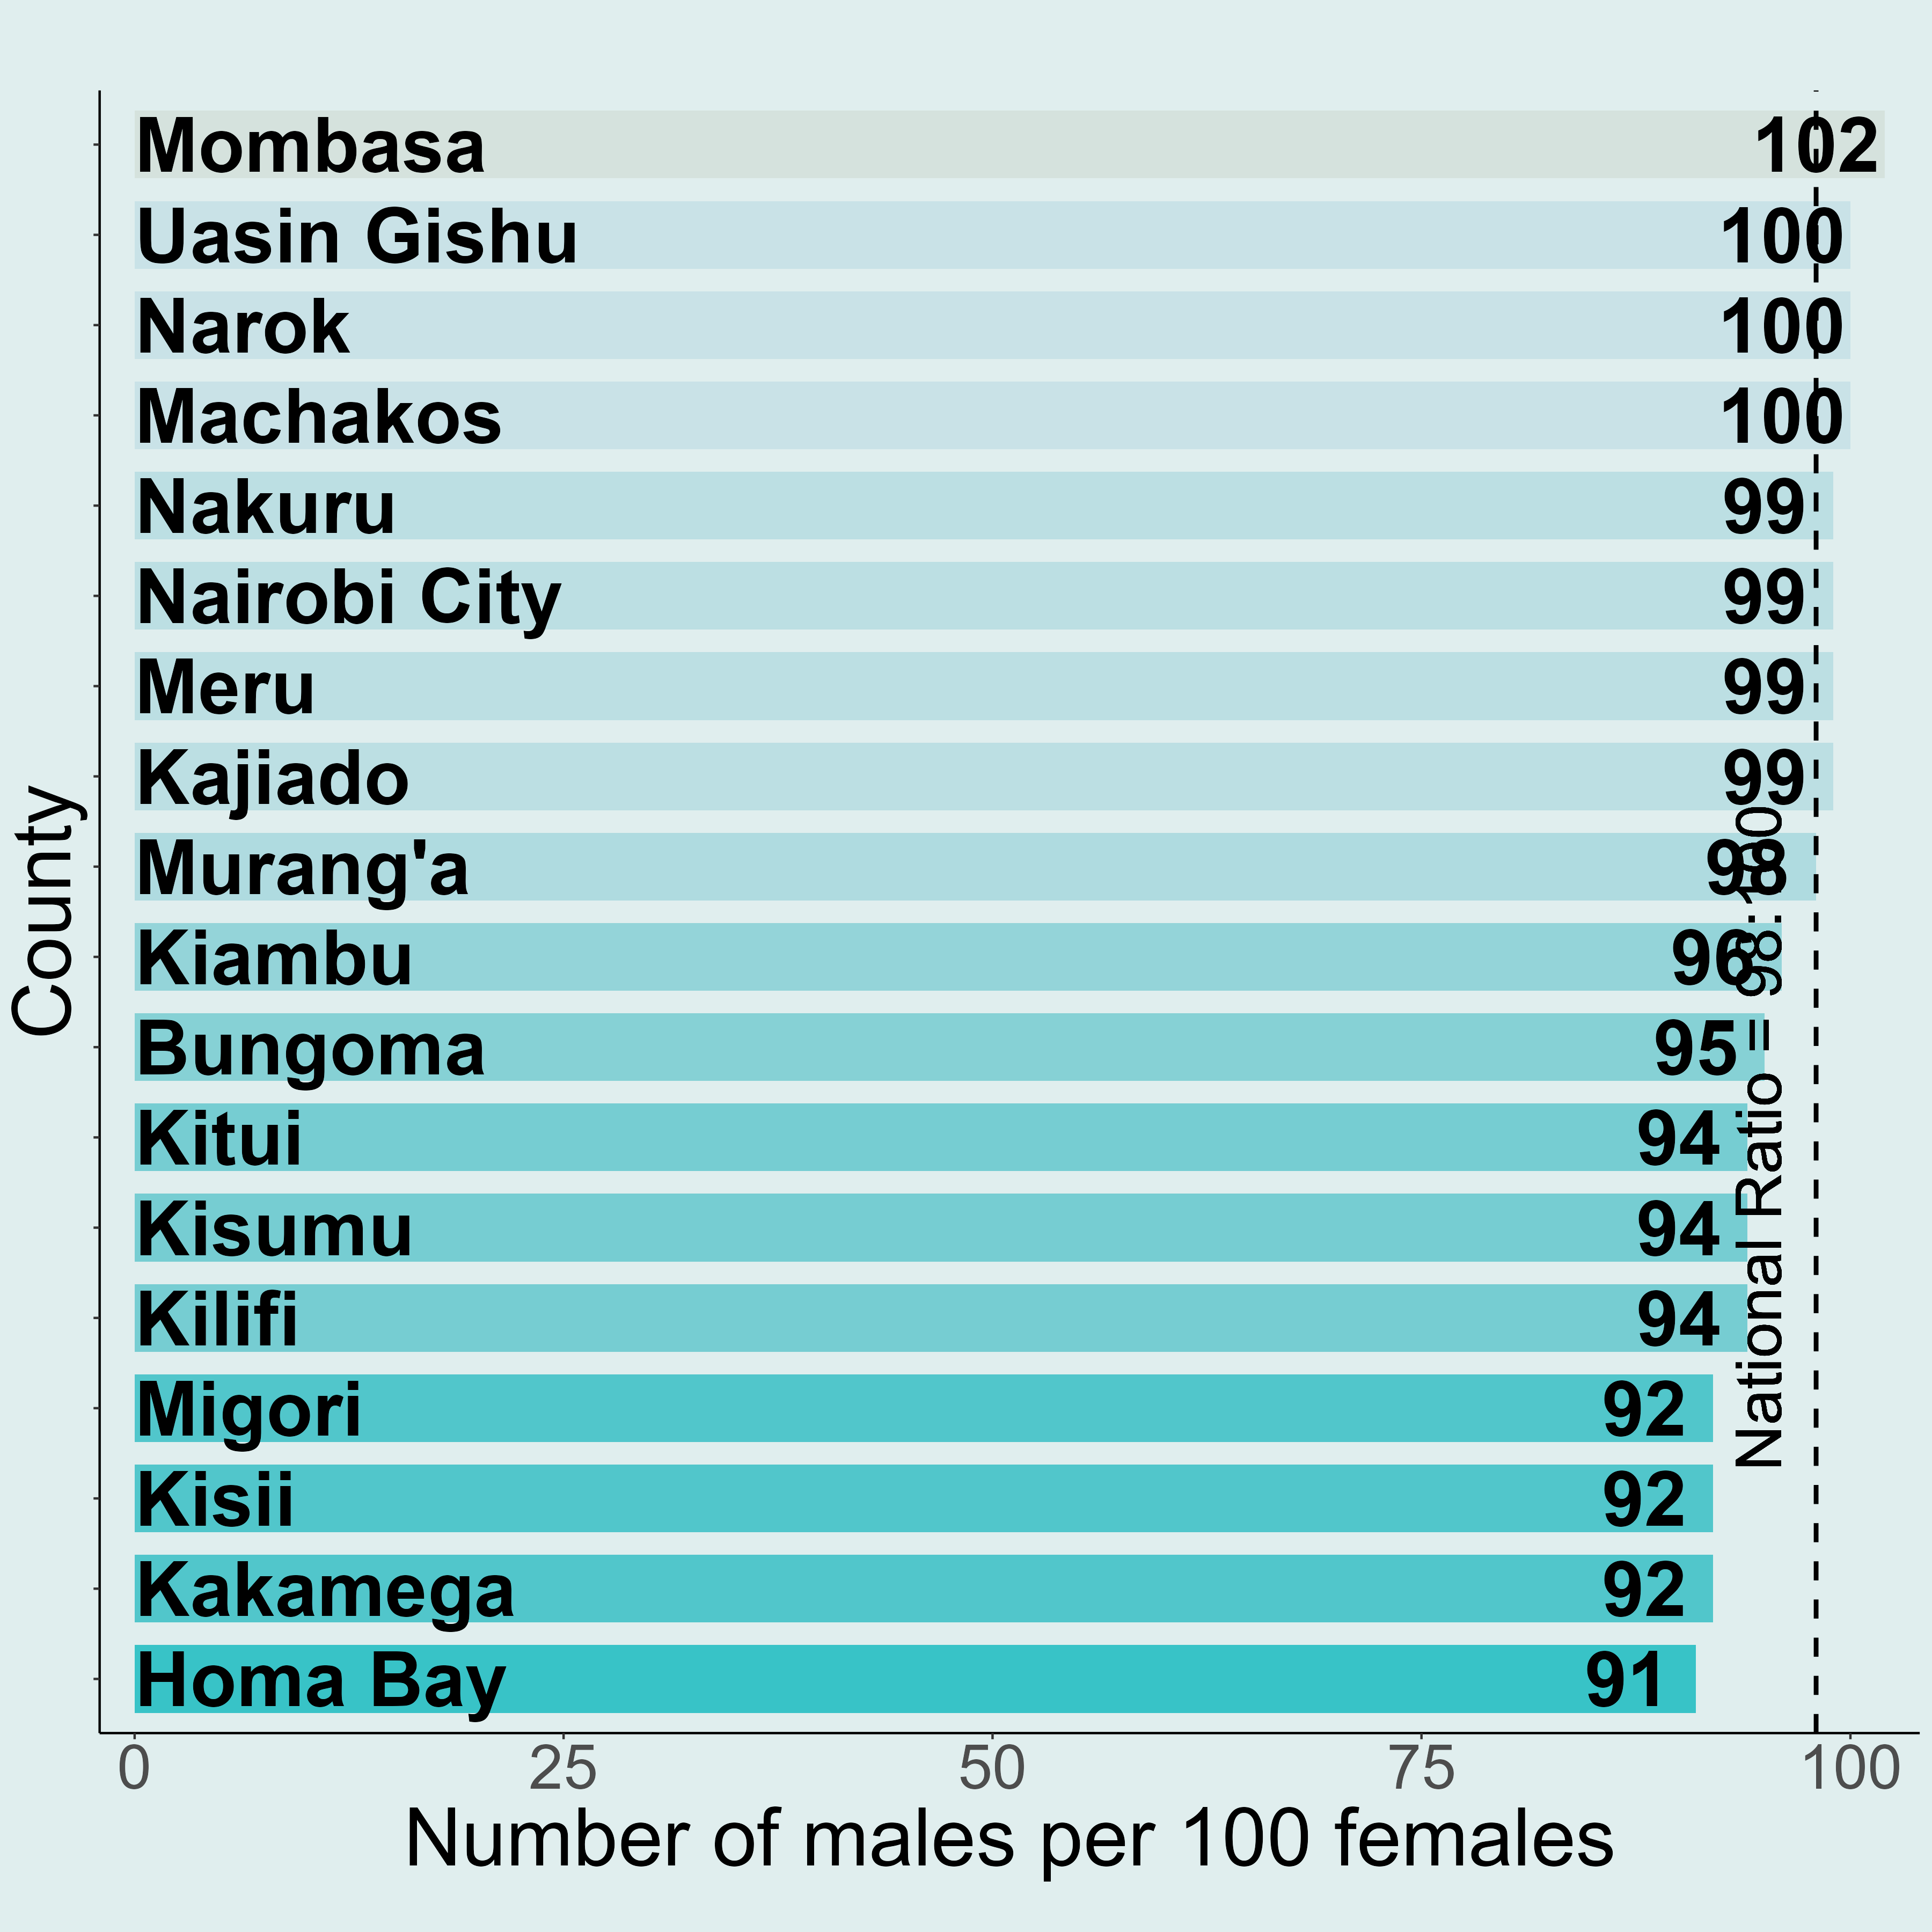 Mombasa 102
Uasin Gishu 100
Narok 100
Machakos 100
Nakuru 99
Nairobi City 99
Meru 99
Kajiado 99
Murang'a 98
Kiambu 96
Bungoma 95
Kitui 94
Kisumu 94
Kilifi 94
Migori 92
Kisii 92
Kakamega 92
Homa Bay 91
National Ratio = 98:100
County
0 25 50 75 100
Number of males per 100 females